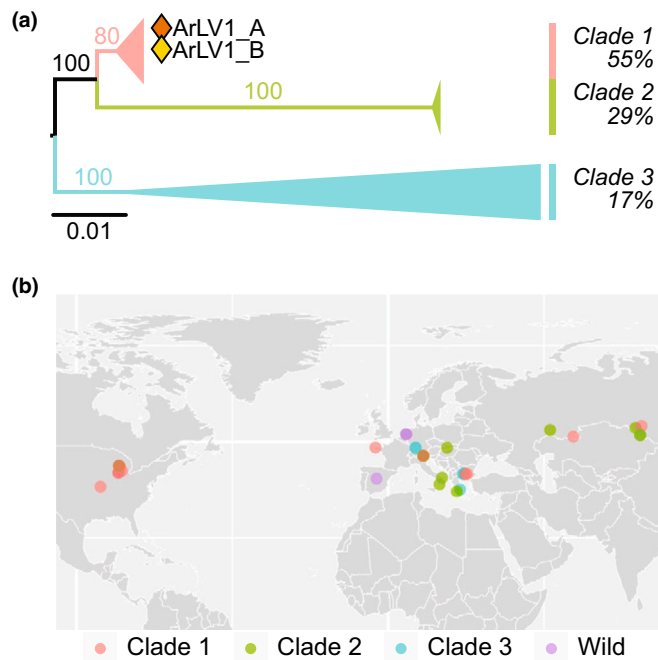 (a)
80
ArLV1_A
ArLV1_B
Clade 1
55%
100
100
Clade 2
29%
100
Clade 3
17%
0.01
(b)
Clade 1
Clade 2
Clade 3
Wild